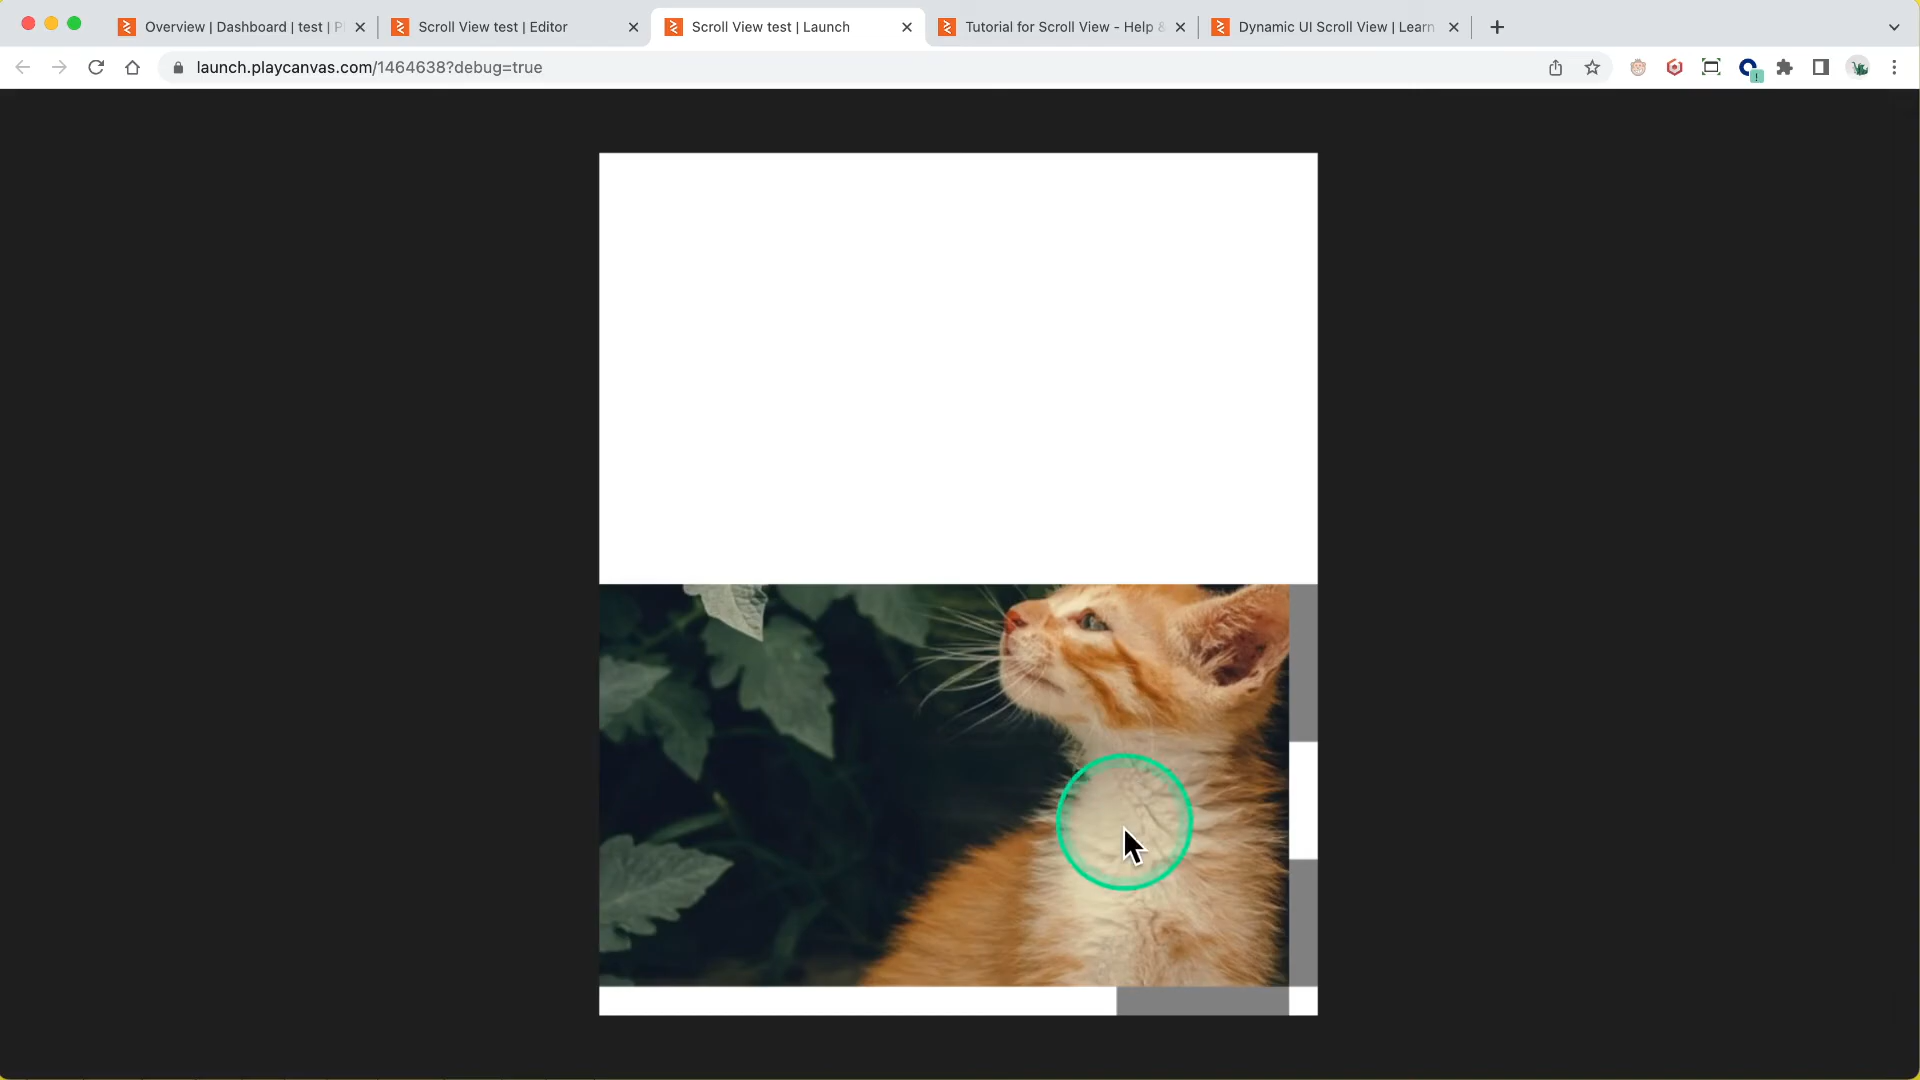 Overview | Dashboard | test | P
Scroll View test | Editor
Scroll View test | Launch
Tutorial for Scroll View - Help &
Dynamic UI Scroll View | Learn
launch.playcanvas.com/1464638?debug=true